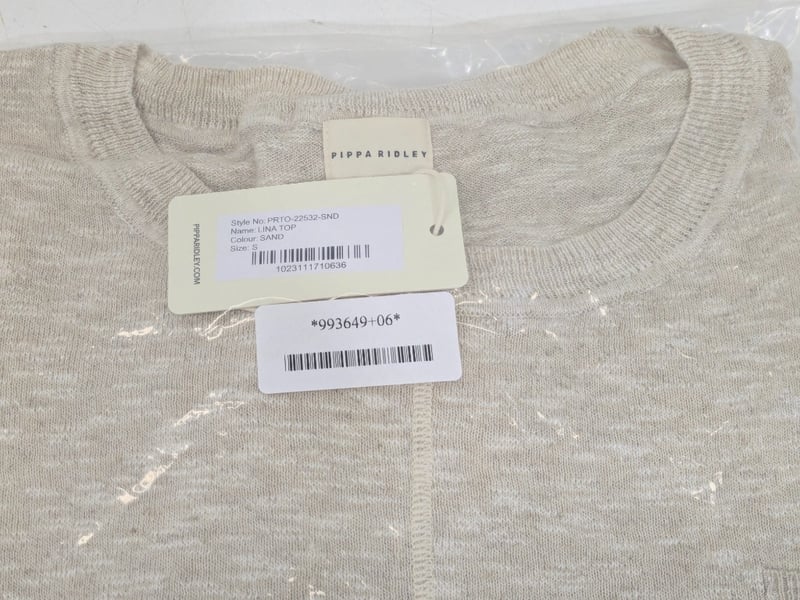 PIPPA RIDLEY
Style No: PRTO-22532-SND
Name: LINA TOP
Colour: SAND
Size: S
1023111710636
PIPPARIDLEY.COM
*993649+06*